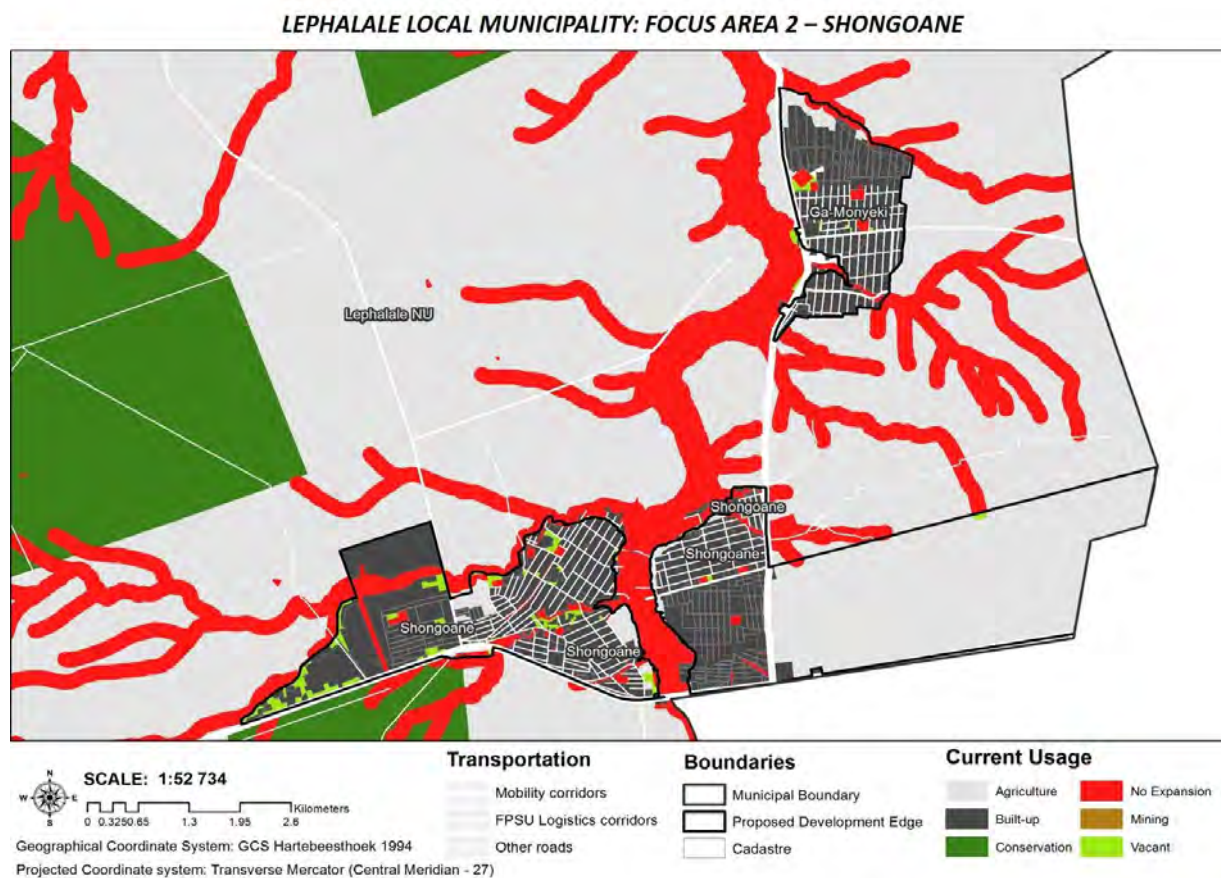 LEPHALALE LOCAL MUNICIPALITY: FOCUS AREA 2 – SHONGOANE
Ga-Monyeki
Lephalale NU
Shongoane
Shongoane
Shongoane
Shongoane
N
W E
S
SCALE: 1:52 734
0 0.3250.65 1.3 1.95 2.6 Kilometers
Geographical Coordinate System: GCS Hartebeesthoek 1994
Projected Coordinate system: Transverse Mercator (Central Meridian - 27)
Transportation
Mobility corridors
FPSU Logistics corridors
Other roads
Boundaries
Municipal Boundary
Proposed Development Edge
Cadastre
Current Usage
Agriculture
Built-up
Conservation
No Expansion
Mining
Vacant